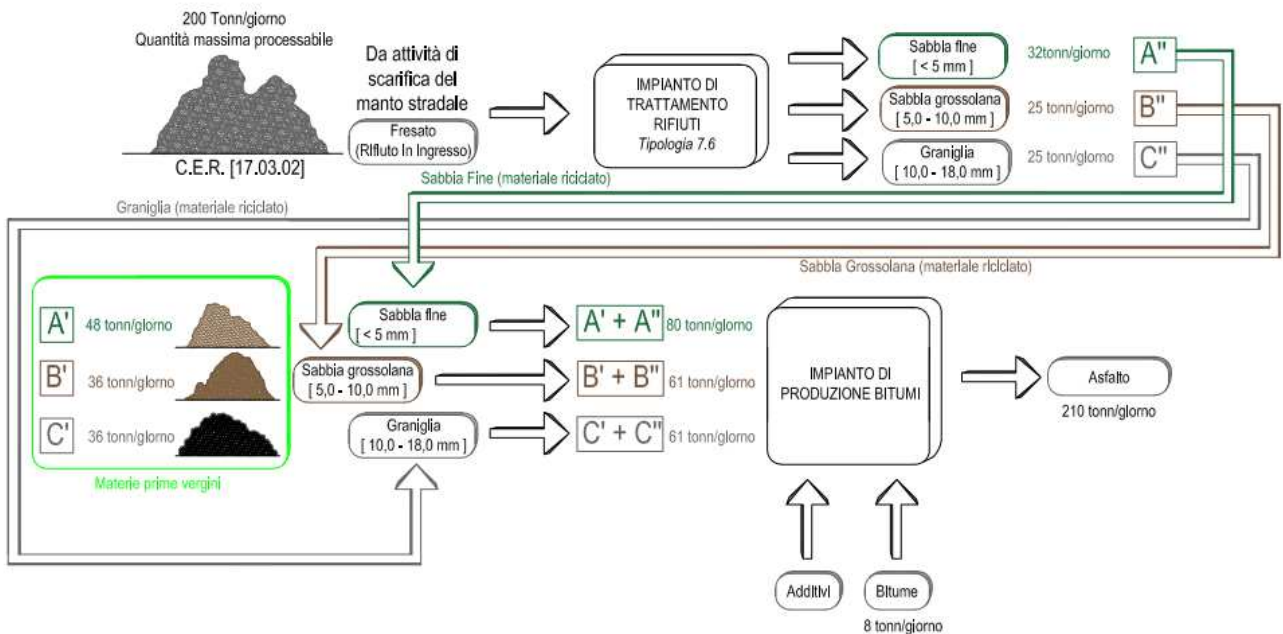 200 Tonn/giorno
Quantità massima processabile
C.E.R. [17.03.02]
Da attività di
scarifica del
manto stradale
Fresato
(Rifiuto in Ingresso)
IMPIANTO DI
TRATTAMENTO
RIFIUTI
Tipologia 7.6
Sabbia fine
[ < 5 mm ]
32tonn/giorno
A"
Sabbia grossolana
[ 5,0 - 10,0 mm ]
25 tonn/giorno
B"
Graniglia
[ 10,0 - 18,0 mm ]
25 tonn/giorno
C"
Sabbia Fine (materiale riciclato)
Graniglia (materiale riciclato)
Sabbia Grossolana (materiale riciclato)
A'
48 tonn/giorno
B'
36 tonn/giorno
C'
36 tonn/giorno
Materie prime vergini
Sabbia fine
[ < 5 mm ]
A' + A"
80 tonn/giorno
Sabbia grossolana
[ 5,0 - 10,0 mm ]
B' + B"
61 tonn/giorno
Graniglia
[ 10,0 - 18,0 mm ]
C' + C"
61 tonn/giorno
IMPIANTO DI
PRODUZIONE BITUMI
Asfalto
210 tonn/giorno
Additivi
Bitume
8 tonn/giorno